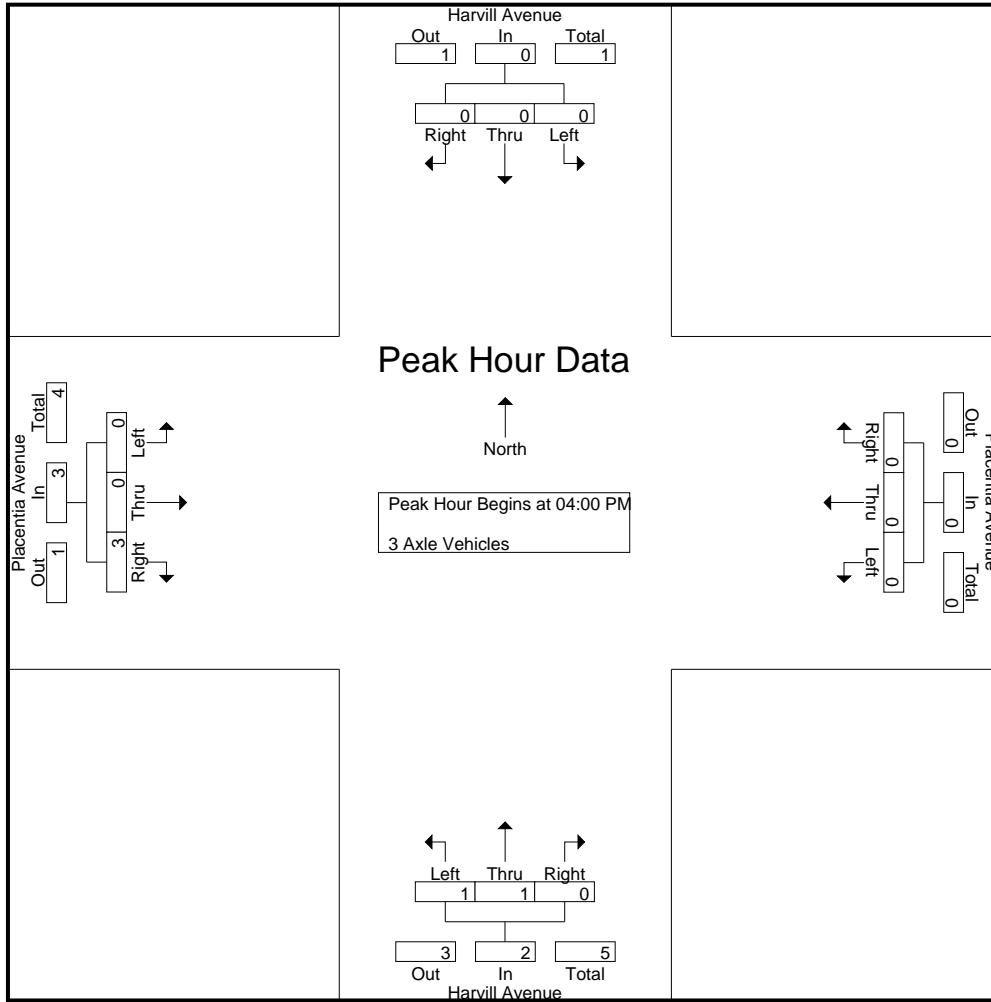 Harvill Avenue
Out In Total
1 0 1
0 0 0
Right Thru Left
Peak Hour Data
North
Peak Hour Begins at 04:00 PM
3 Axle Vehicles
Placentia Avenue
Out In Total
1 3 4
Left Thru Right
0 0 3
Right Thru Left
0 0 0
Out In Total
0 0 0
Placentia Avenue
Left Thru Right
1 1 0
3 2 5
Out In Total
Harvill Avenue